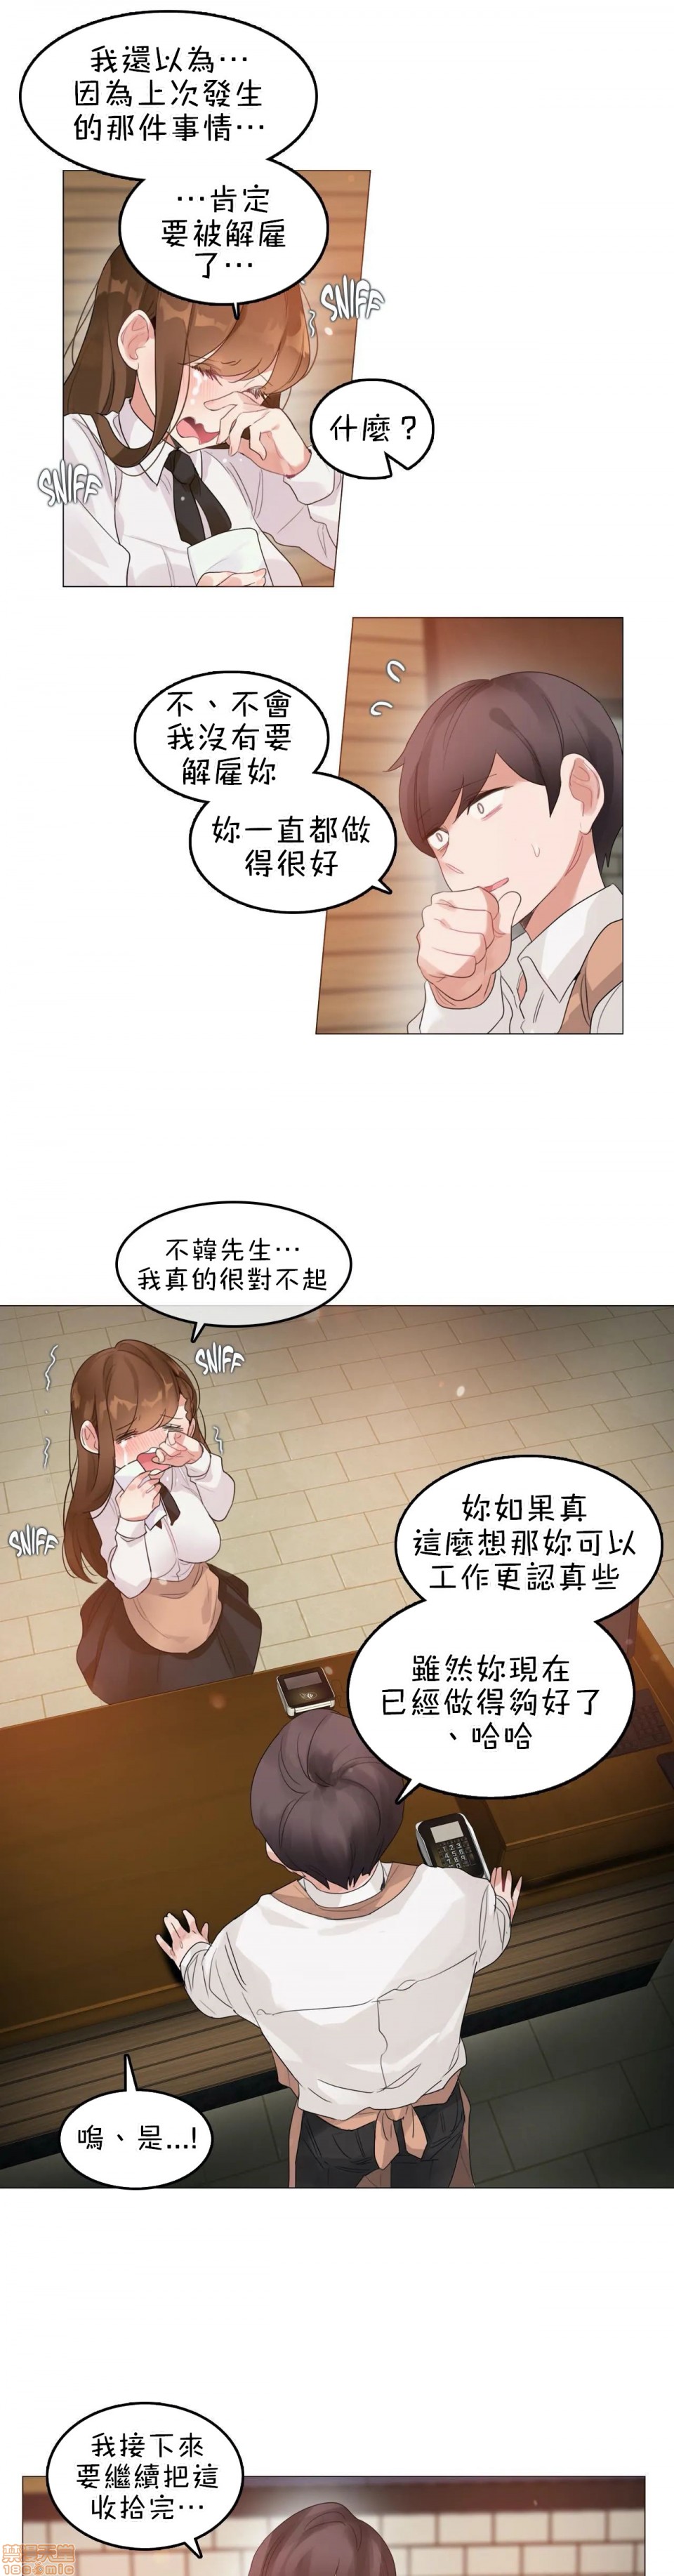 我還以為…
因為上次發生
的那件事情…
…肯定
要被解雇
了…
SNIFF
什麼？
SNIFF
不、不會
我沒有要
解雇妳
妳一直都做
得很好
不韓先生…
我真的很對不起
SNIFF
SNIFF
妳如果真
這麼想那妳可以
工作更認真些
雖然妳現在
已經做得夠好了
、哈哈
嗚、是...!
我接下來
要繼續把這
收拾完…
禁漫天堂
18comic